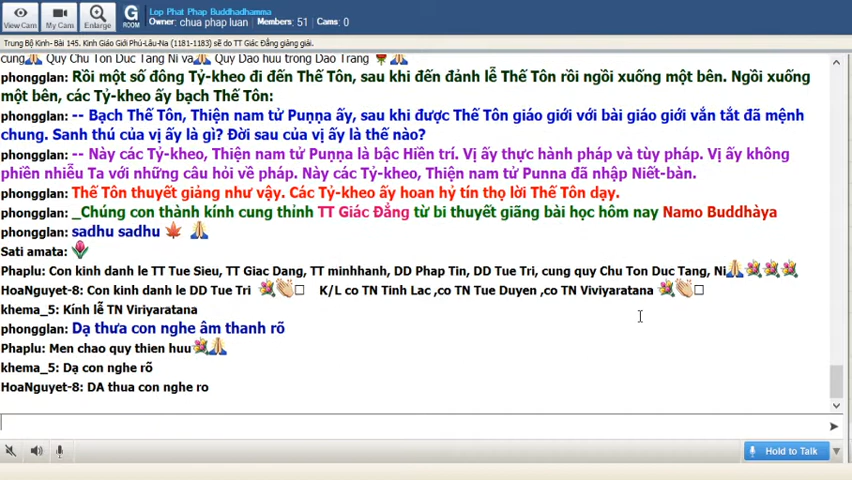 View Cam
My Cam
Enlarge
G
ROOM
Lop Phat Phap Buddhadhamma
Owner: chua phap luan   Members: 51   Cams: 0
Trung Bộ Kinh- Bài 145. Kinh Giáo Giới Phú-Lâu-Na (1181-1183) sẽ do TT Giác Đẳng giảng giải.
cung🙏 Quy Chu Ton Duc Tang Ni va🙏 Quy Dao huu trong Dao Trang 🌹🙏
phongglan: Rồi một số đông Tỷ-kheo đi đến Thế Tôn, sau khi đến đảnh lễ Thế Tôn rồi ngồi xuống một bên. Ngồi xuống
một bên, các Tỷ-kheo ấy bạch Thế Tôn:
phongglan: -- Bạch Thế Tôn, Thiện nam tử Puṇṇa ấy, sau khi được Thế Tôn giáo giới với bài giáo giới vắn tắt đã mệnh
chung. Sanh thú của vị ấy là gì? Đời sau của vị ấy là thế nào?
phongglan: -- Này các Tỷ-kheo, Thiện nam tử Puṇṇa là bậc Hiền trí. Vị ấy thực hành pháp và tùy pháp. Vị ấy không
phiền nhiễu Ta với những câu hỏi về pháp. Này các Tỷ-kheo, Thiện nam tử Punna đã nhập Niết-bàn.
phongglan: Thế Tôn thuyết giảng như vậy. Các Tỷ-kheo ấy hoan hỷ tín thọ lời Thế Tôn dạy.
phongglan: _Chúng con thành kính cung thỉnh TT Giác Đẳng từ bi thuyết giãng bài học hôm nay Namo Buddhàya
phongglan: sadhu sadhu 🍁 🙏
Sati amata: 🌷
Phaplu: Con kinh danh le TT Tue Sieu, TT Giac Dang, TT minhhanh, DD Phap Tin, DD Tue Tri, cung quy Chu Ton Duc Tang, Ni🙏💐💐💐
HoaNguyet-8: Con kinh danh le DD Tue Tri 💐👏□ K/L co TN Tinh Lac ,co TN Tue Duyen ,co TN Viviyaratana 💐👏□
khema_5: Kính lễ TN Viriyaratana
phongglan: Dạ thưa con nghe âm thanh rõ
Phaplu: Men chao quy thien huu💐🙏
khema_5: Dạ con nghe rõ
HoaNguyet-8: DA thua con nghe ro
Hold to Talk